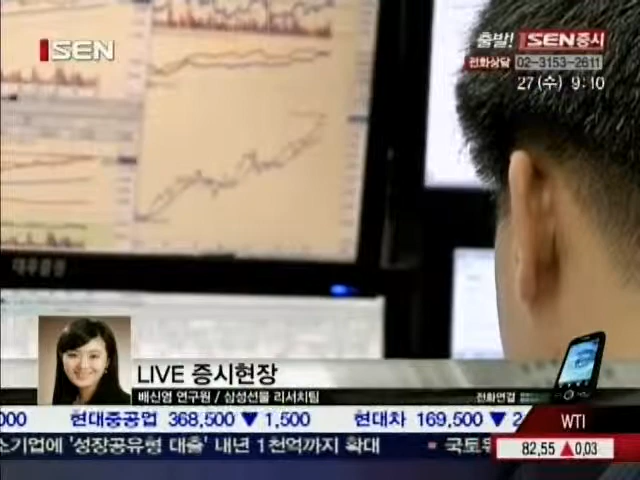 SEN
출발! SEN증시
전화상담 02-3153-2611
27(수) 9:10
LIVE 증시현장
배신영 연구원 / 삼성선물 리서치팀
전화연결
000 현대중공업 368,500 ▼ 1,500 현대차 169,500 ▼ 2
WTI
소기업에 '성장공유형 대출' 내년 1천억까지 확대 국토
82,55 ▲ 0,03